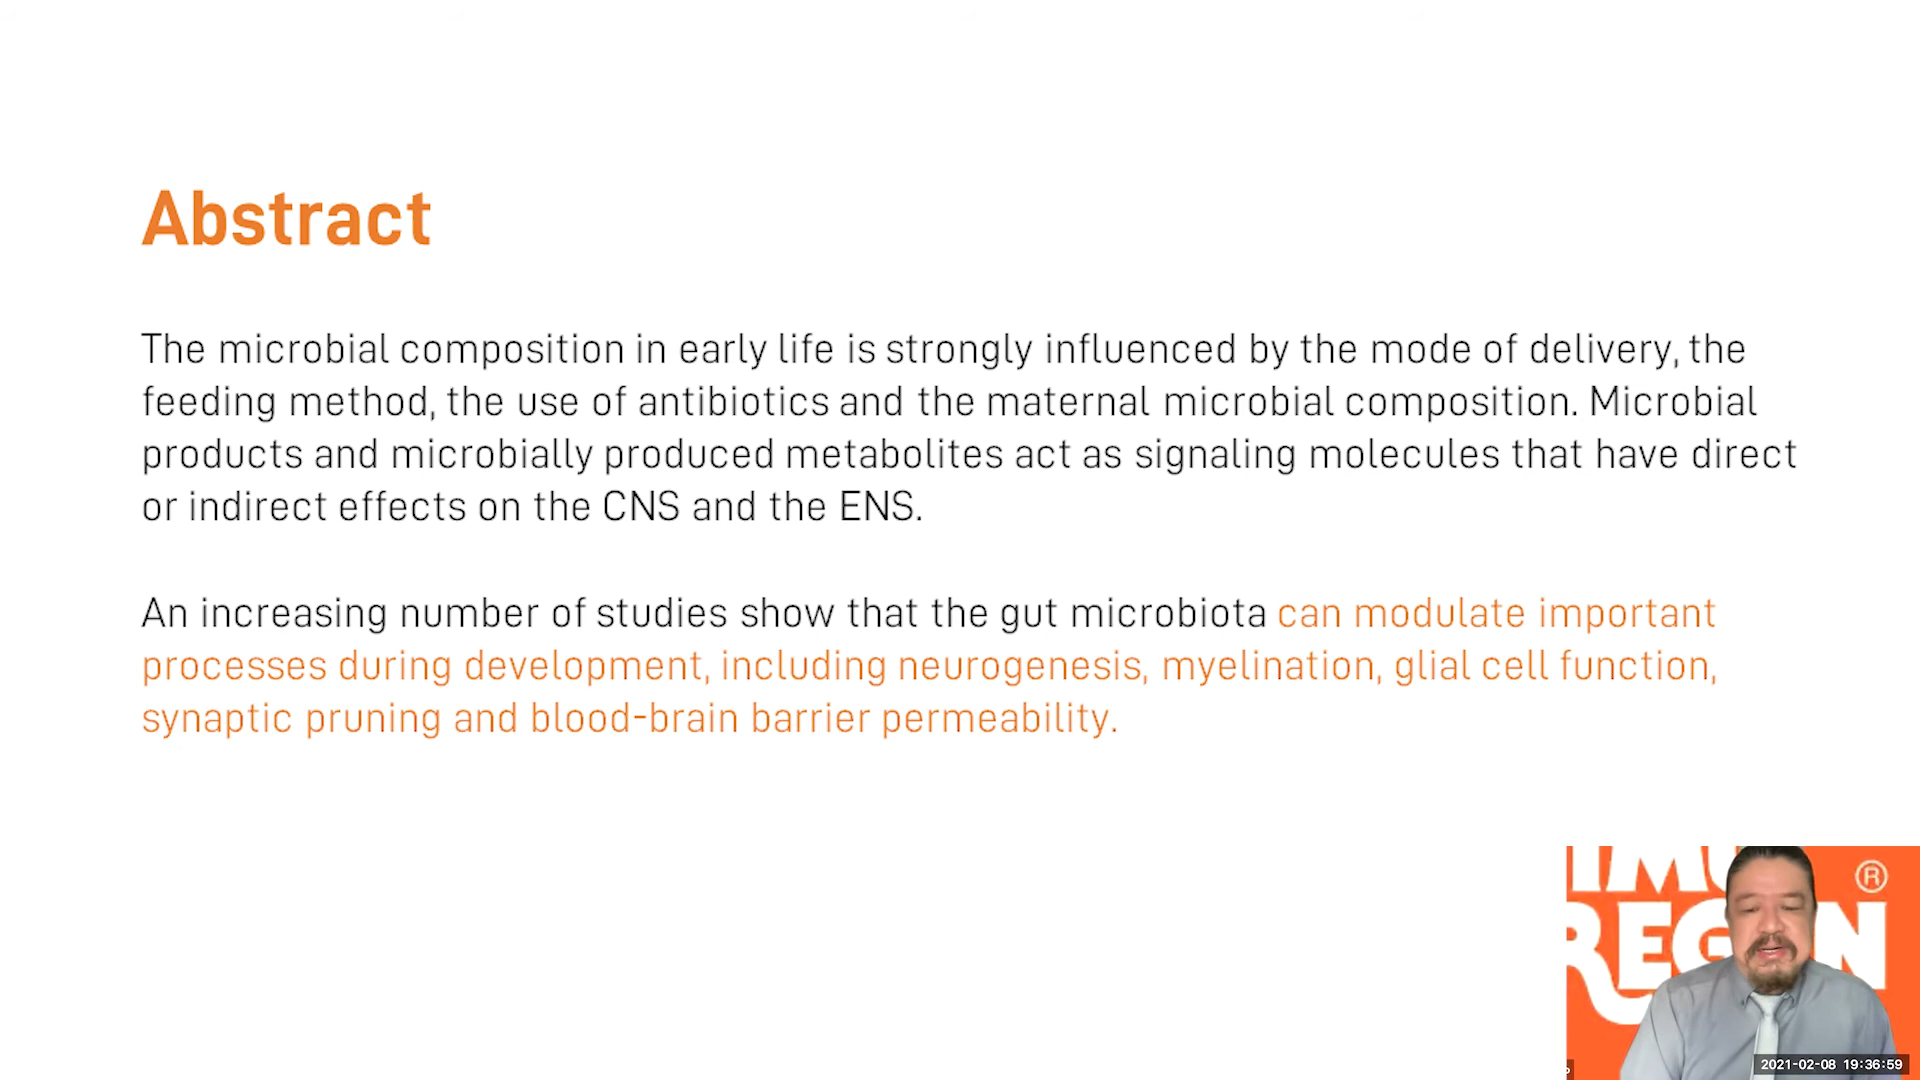 Abstract
The microbial composition in early life is strongly influenced by the mode of delivery, the
feeding method, the use of antibiotics and the maternal microbial composition. Microbial
products and microbially produced metabolites act as signaling molecules that have direct
or indirect effects on the CNS and the ENS.
An increasing number of studies show that the gut microbiota can modulate important
processes during development, including neurogenesis, myelination, glial cell function,
synaptic pruning and blood-brain barrier permeability.
®
2021-02-08 19:36:59